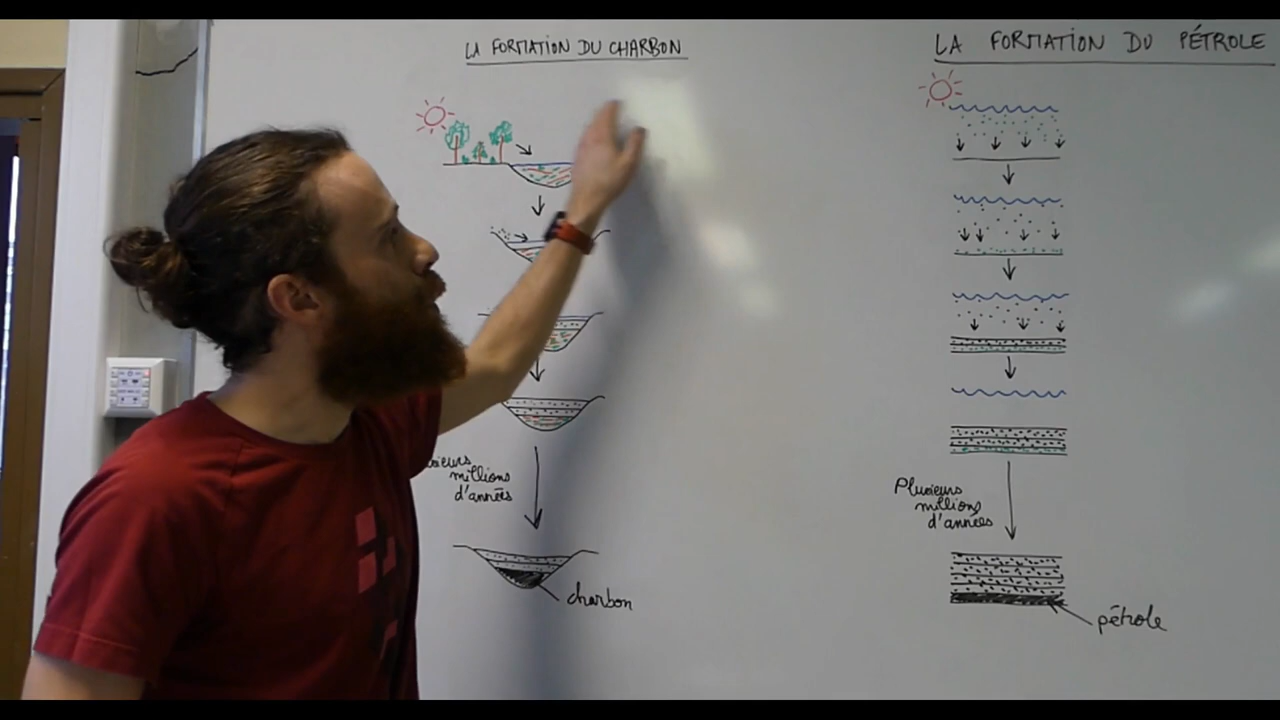 LA FORMATION DU CHARBON
LA FORMATION DU PÉTROLE
millions
d'années
charbon
Plusieurs
millions
d'années
pétrole